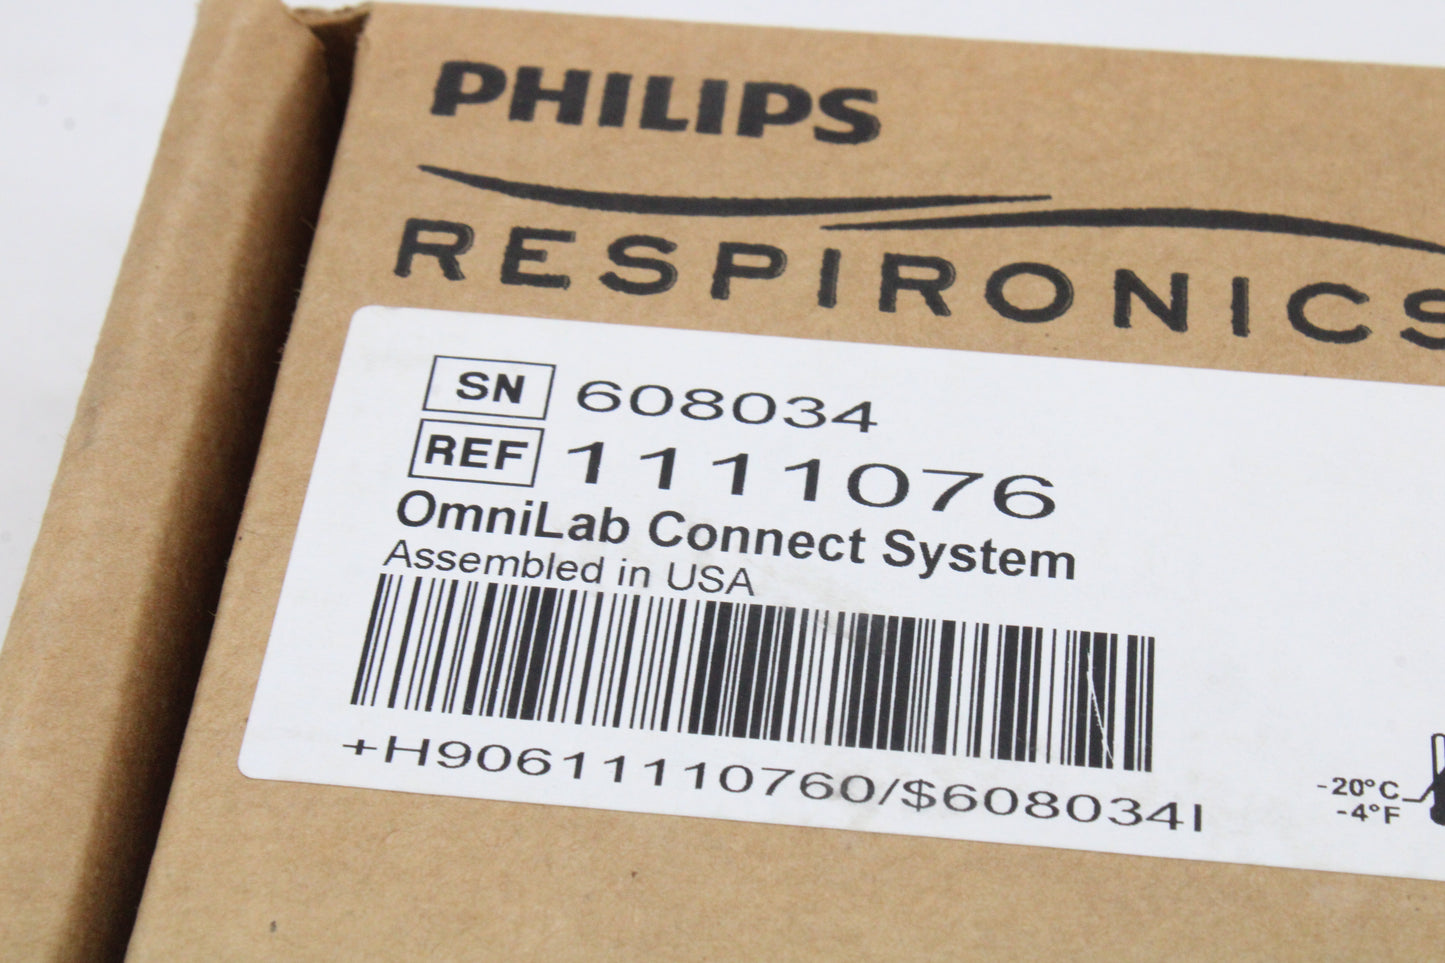 PHILIPS
RESPIRONICS
SN 608034
REF 1111076
OmniLab Connect System
Assembled in USA
+H90611110760/$608034I
-20°C
-4°F